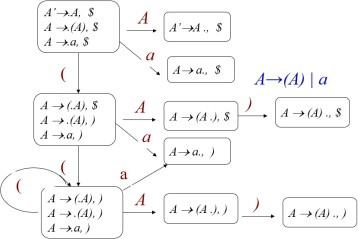 A'→.A, $
A →.(A), $
A →.a, $
A
A'→A ., $
a
A→a., $
A→(A) | a
(
A → (.A), $
A → .(A), )
A →.a, )
A
A → (A .), $
)
A → (A) ., $
a
A→a., )
(
a
(
A → (.A), )
A → .(A), )
A →.a, )
A
A → (A .), )
)
A → (A) ., )